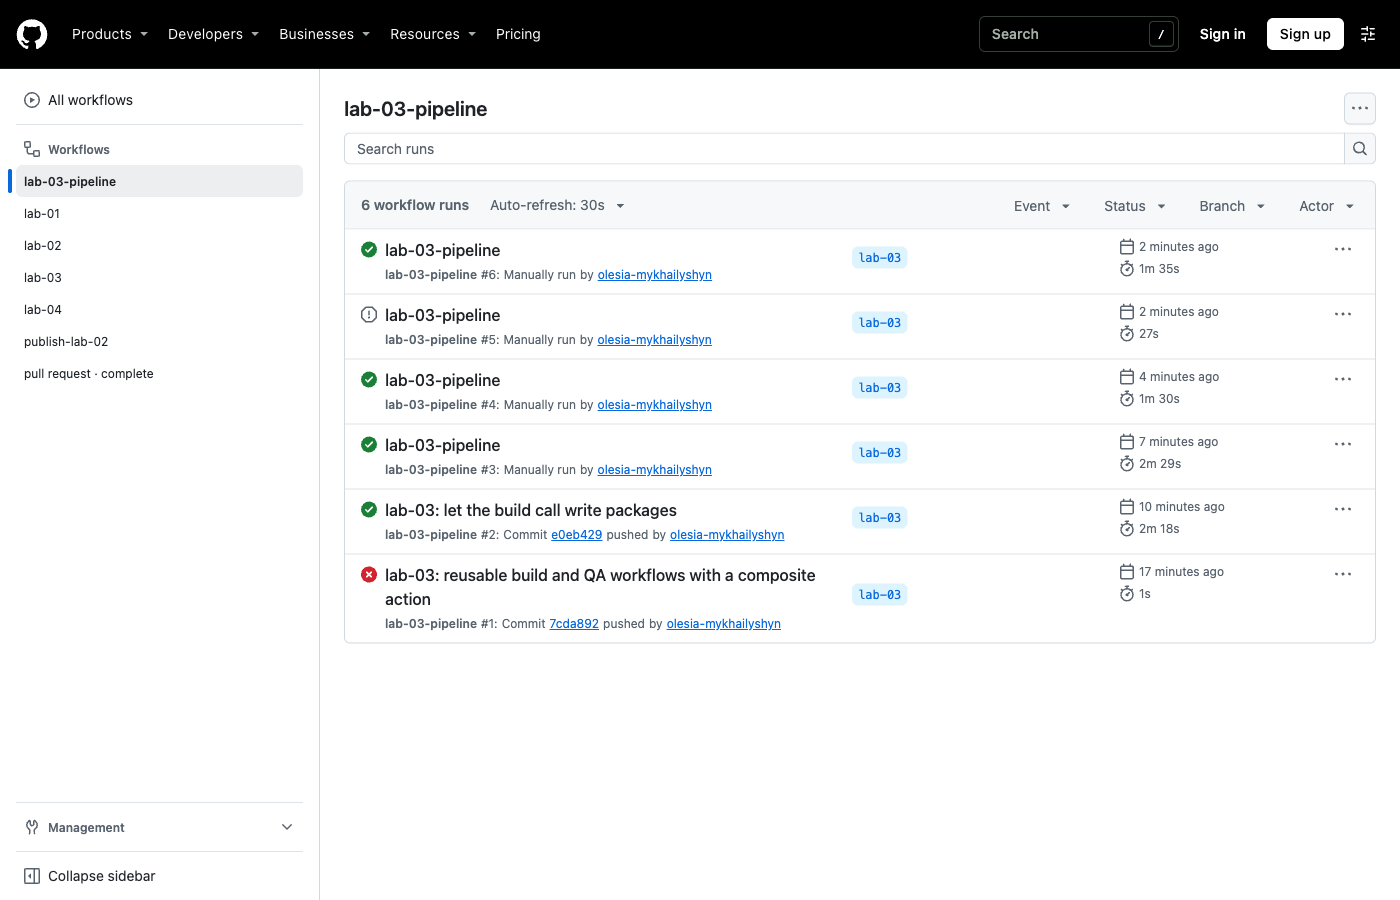 Products Developers Businesses Resources Pricing Search / Sign in Sign up
All workflows
Workflows
lab-03-pipeline
lab-01
lab-02
lab-03
lab-04
publish-lab-02
pull request · complete
Management
Collapse sidebar
lab-03-pipeline
Search runs
6 workflow runs Auto-refresh: 30s Event Status Branch Actor
lab-03-pipeline
lab-03-pipeline #6: Manually run by olesia-mykhailyshyn
lab-03
2 minutes ago
1m 35s
lab-03-pipeline
lab-03-pipeline #5: Manually run by olesia-mykhailyshyn
lab-03
2 minutes ago
27s
lab-03-pipeline
lab-03-pipeline #4: Manually run by olesia-mykhailyshyn
lab-03
4 minutes ago
1m 30s
lab-03-pipeline
lab-03-pipeline #3: Manually run by olesia-mykhailyshyn
lab-03
7 minutes ago
2m 29s
lab-03: let the build call write packages
lab-03-pipeline #2: Commit e0eb429 pushed by olesia-mykhailyshyn
lab-03
10 minutes ago
2m 18s
lab-03: reusable build and QA workflows with a composite
action
lab-03-pipeline #1: Commit 7cda892 pushed by olesia-mykhailyshyn
lab-03
17 minutes ago
1s